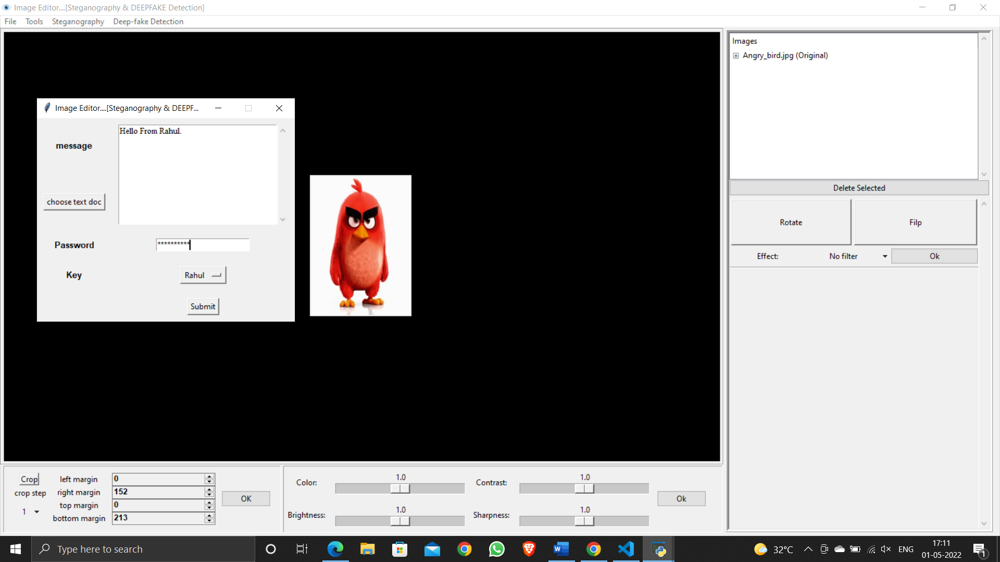 Image Editor....[Steganography & DEEPFAKE Detection]
File Tools Steganography Deep-fake Detection
Image Editor....[Steganography & DEEPF...
message
Hello From Rahul.
choose text doc
Password
**********
Key
Rahul
Submit
Images
Angry_bird.jpg (Original)
Delete Selected
Rotate
Filp
Effect:
No filter
Ok
Crop
crop step
1
left margin 0
right margin 152
top margin 0
bottom margin 213
OK
Color: 1.0
Contrast: 1.0
Brightness: 1.0
Sharpness: 1.0
Ok
Type here to search
32°C
ENG
17:11
01-05-2022
1